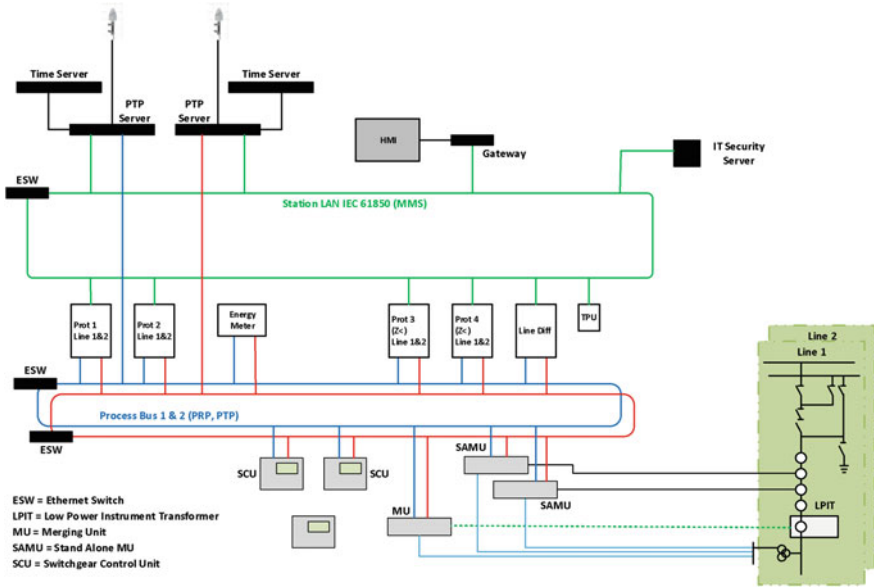 Time Server
Time Server
PTP
Server
PTP
Server
HMI
Gateway
IT Security
Server
ESW
Station LAN IEC 61850 (MMS)
Prot 1
Line 1&2
Prot 2
Line 1&2
Energy
Meter
Prot 3
(Z<)
Line 1&2
Prot 4
(Z<)
Line 1&2
Line Diff
TPU
Line 2
Line 1
ESW
Process Bus 1 & 2 (PRP, PTP)
ESW
SCU
SCU
SAMU
SAMU
MU
LPIT
ESW = Ethernet Switch
LPIT = Low Power Instrument Transformer
MU = Merging Unit
SAMU = Stand Alone MU
SCU = Switchgear Control Unit